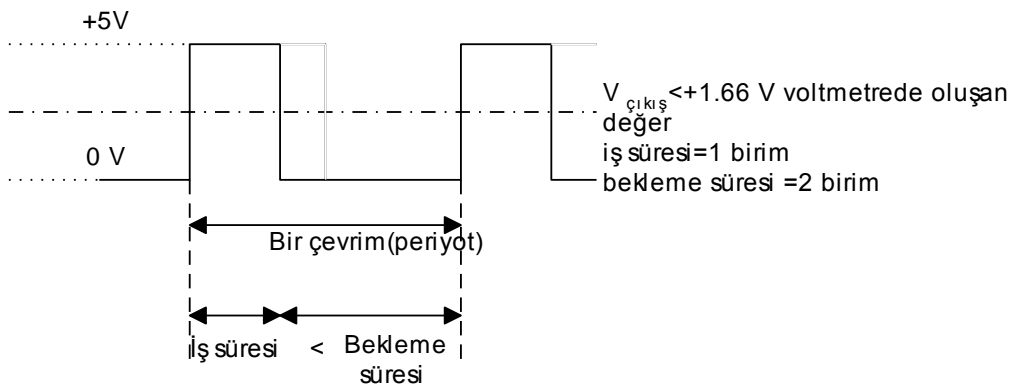 +5V
V çıkış<+1.66 V voltmetrede oluşan
değer
0 V
iş süresi=1 birim
bekleme süresi =2 birim
Bir çevrim(periyot)
İş süresi < Bekleme
süresi